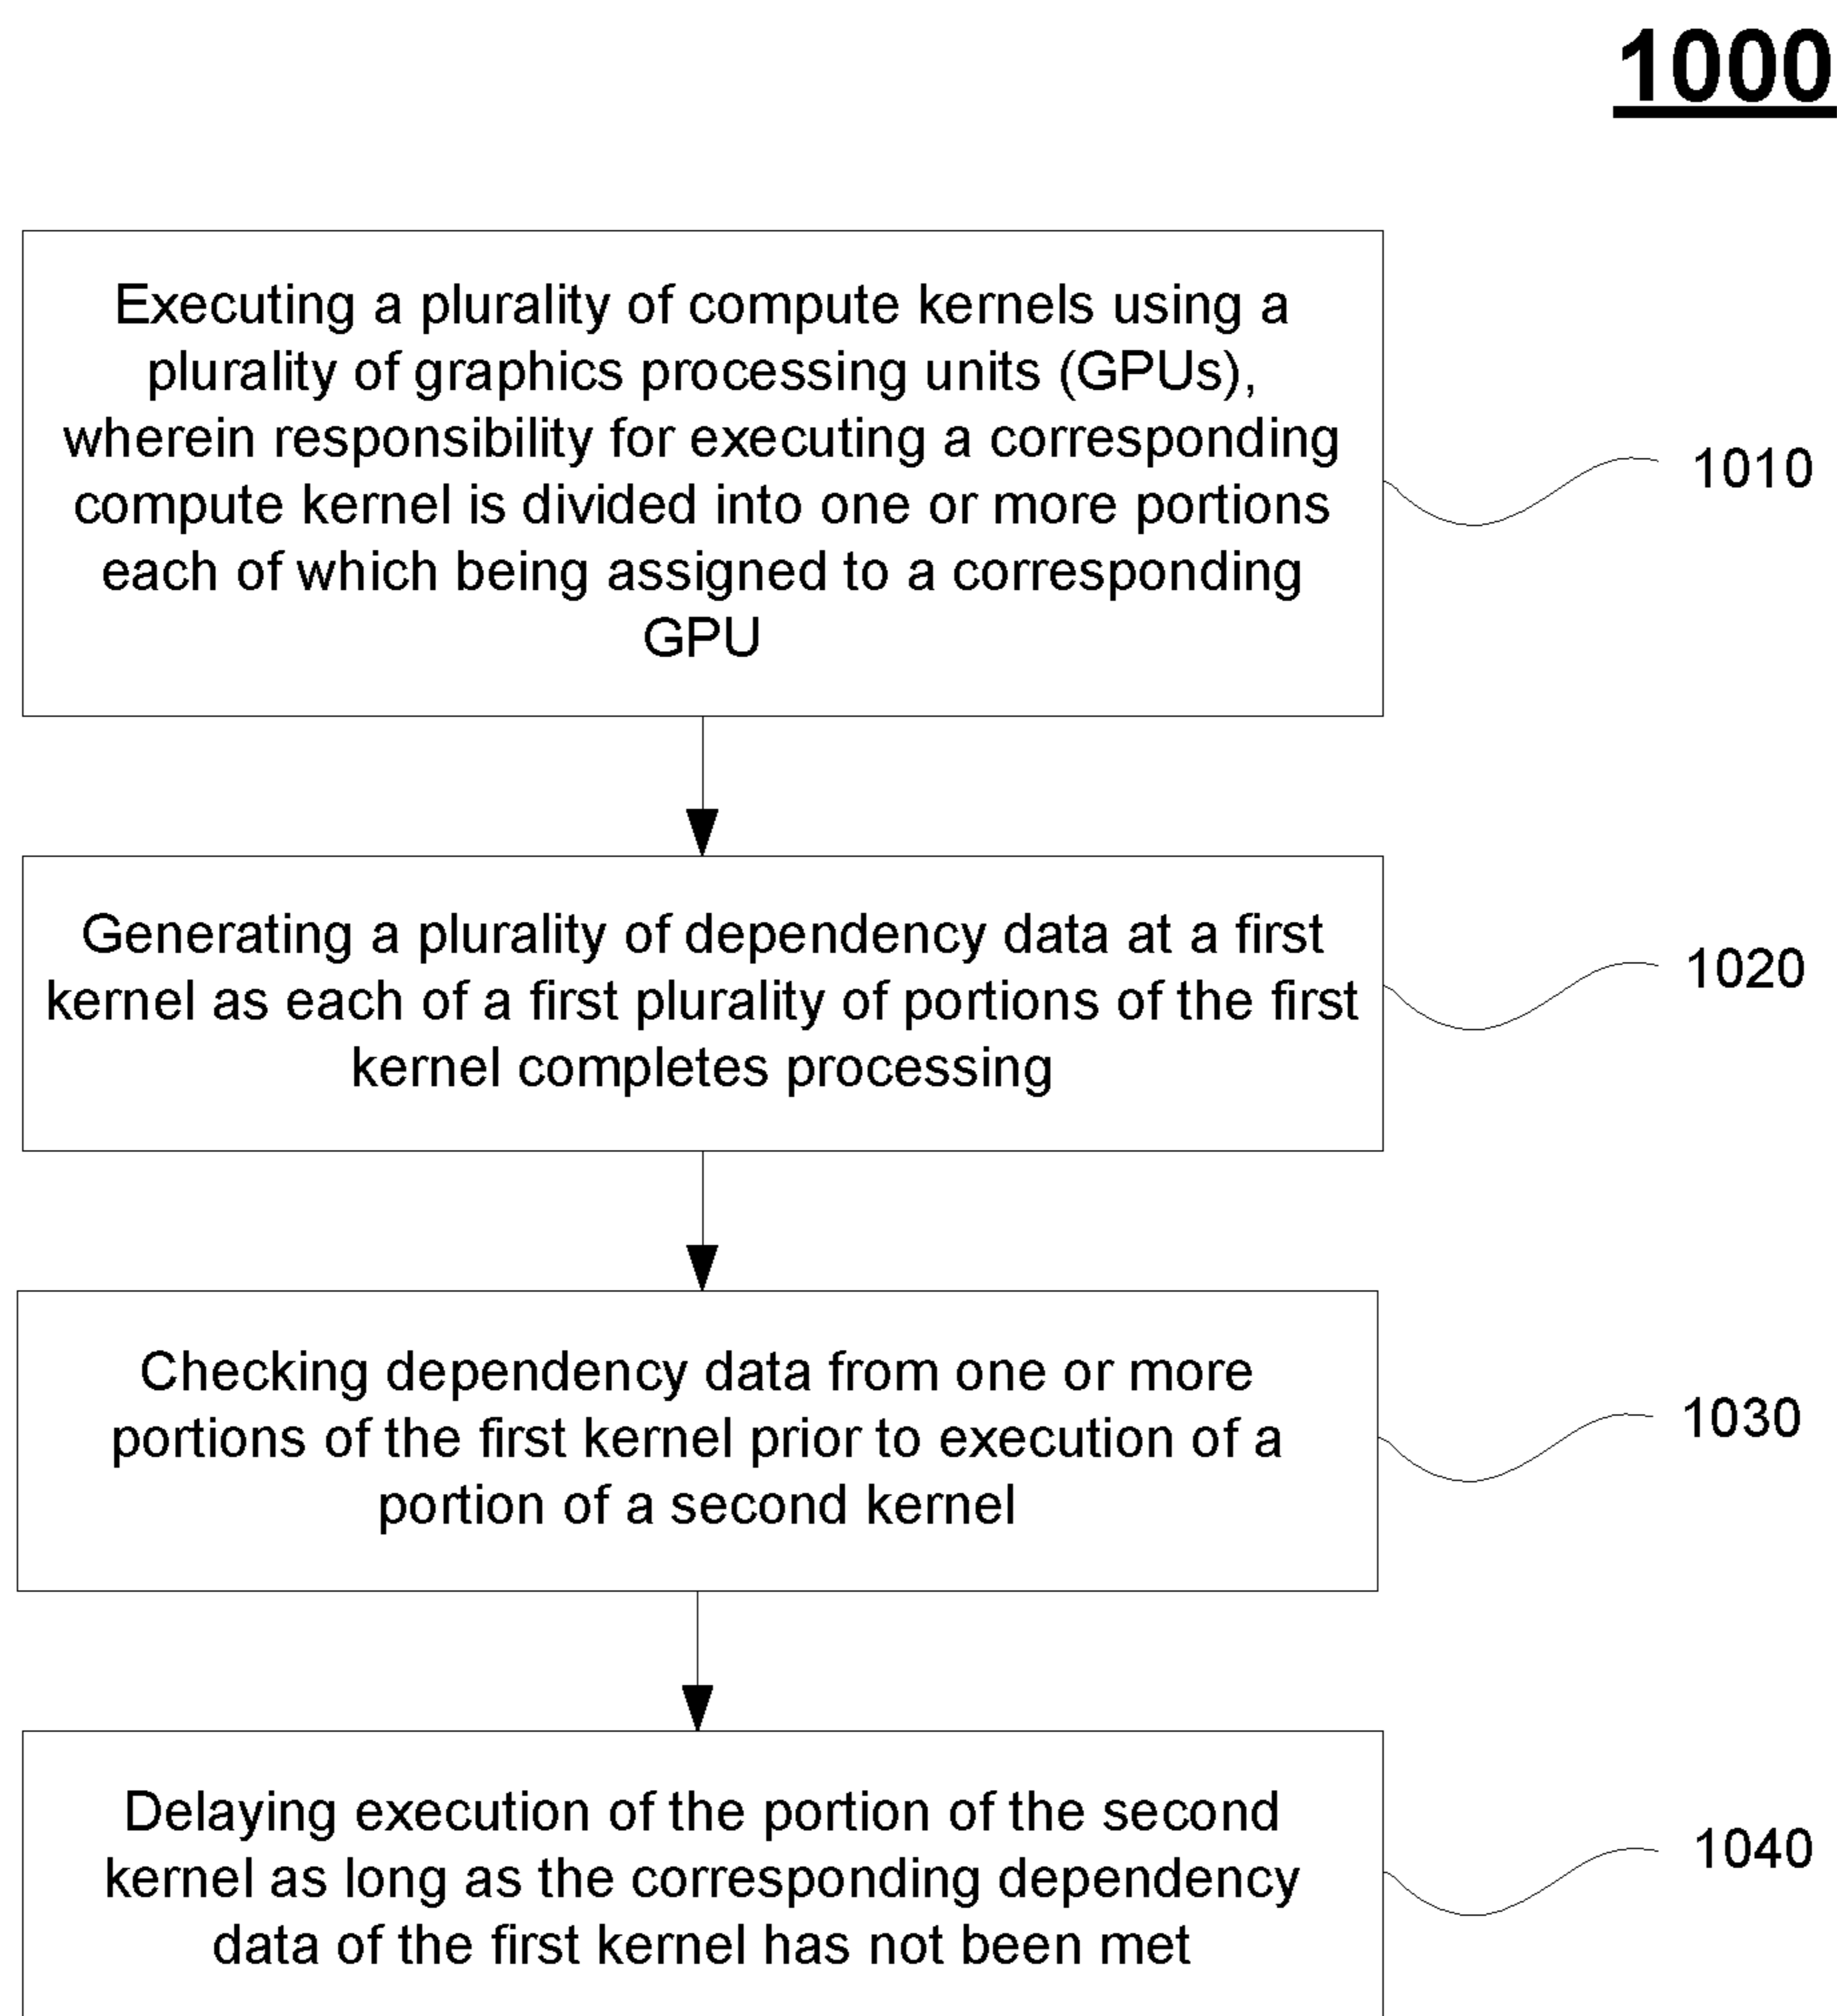 1000
Executing a plurality of compute kernels using a
plurality of graphics processing units (GPUs),
wherein responsibility for executing a corresponding
compute kernel is divided into one or more portions
each of which being assigned to a corresponding
GPU
1010
Generating a plurality of dependency data at a first
kernel as each of a first plurality of portions of the first
kernel completes processing
1020
Checking dependency data from one or more
portions of the first kernel prior to execution of a
portion of a second kernel
1030
Delaying execution of the portion of the second
kernel as long as the corresponding dependency
data of the first kernel has not been met
1040